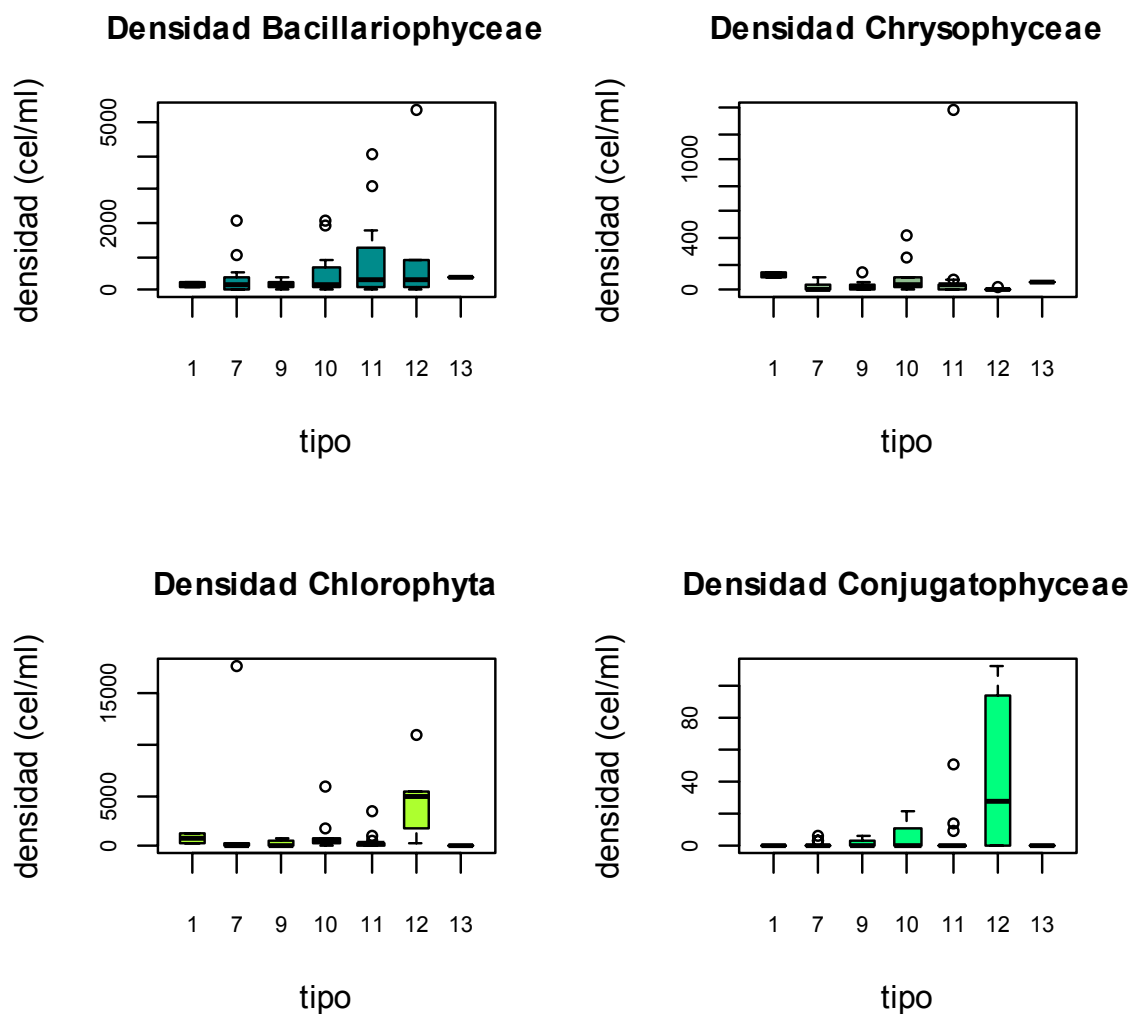 Densidad Bacillariophyceae
densidad (cel/ml)
5000
2000
0
1 7 9 10 11 12 13
tipo
Densidad Chrysophyceae
densidad (cel/ml)
1000
400
0
1 7 9 10 11 12 13
tipo
Densidad Chlorophyta
densidad (cel/ml)
15000
5000
0
1 7 9 10 11 12 13
tipo
Densidad Conjugatophyceae
densidad (cel/ml)
80
40
0
1 7 9 10 11 12 13
tipo